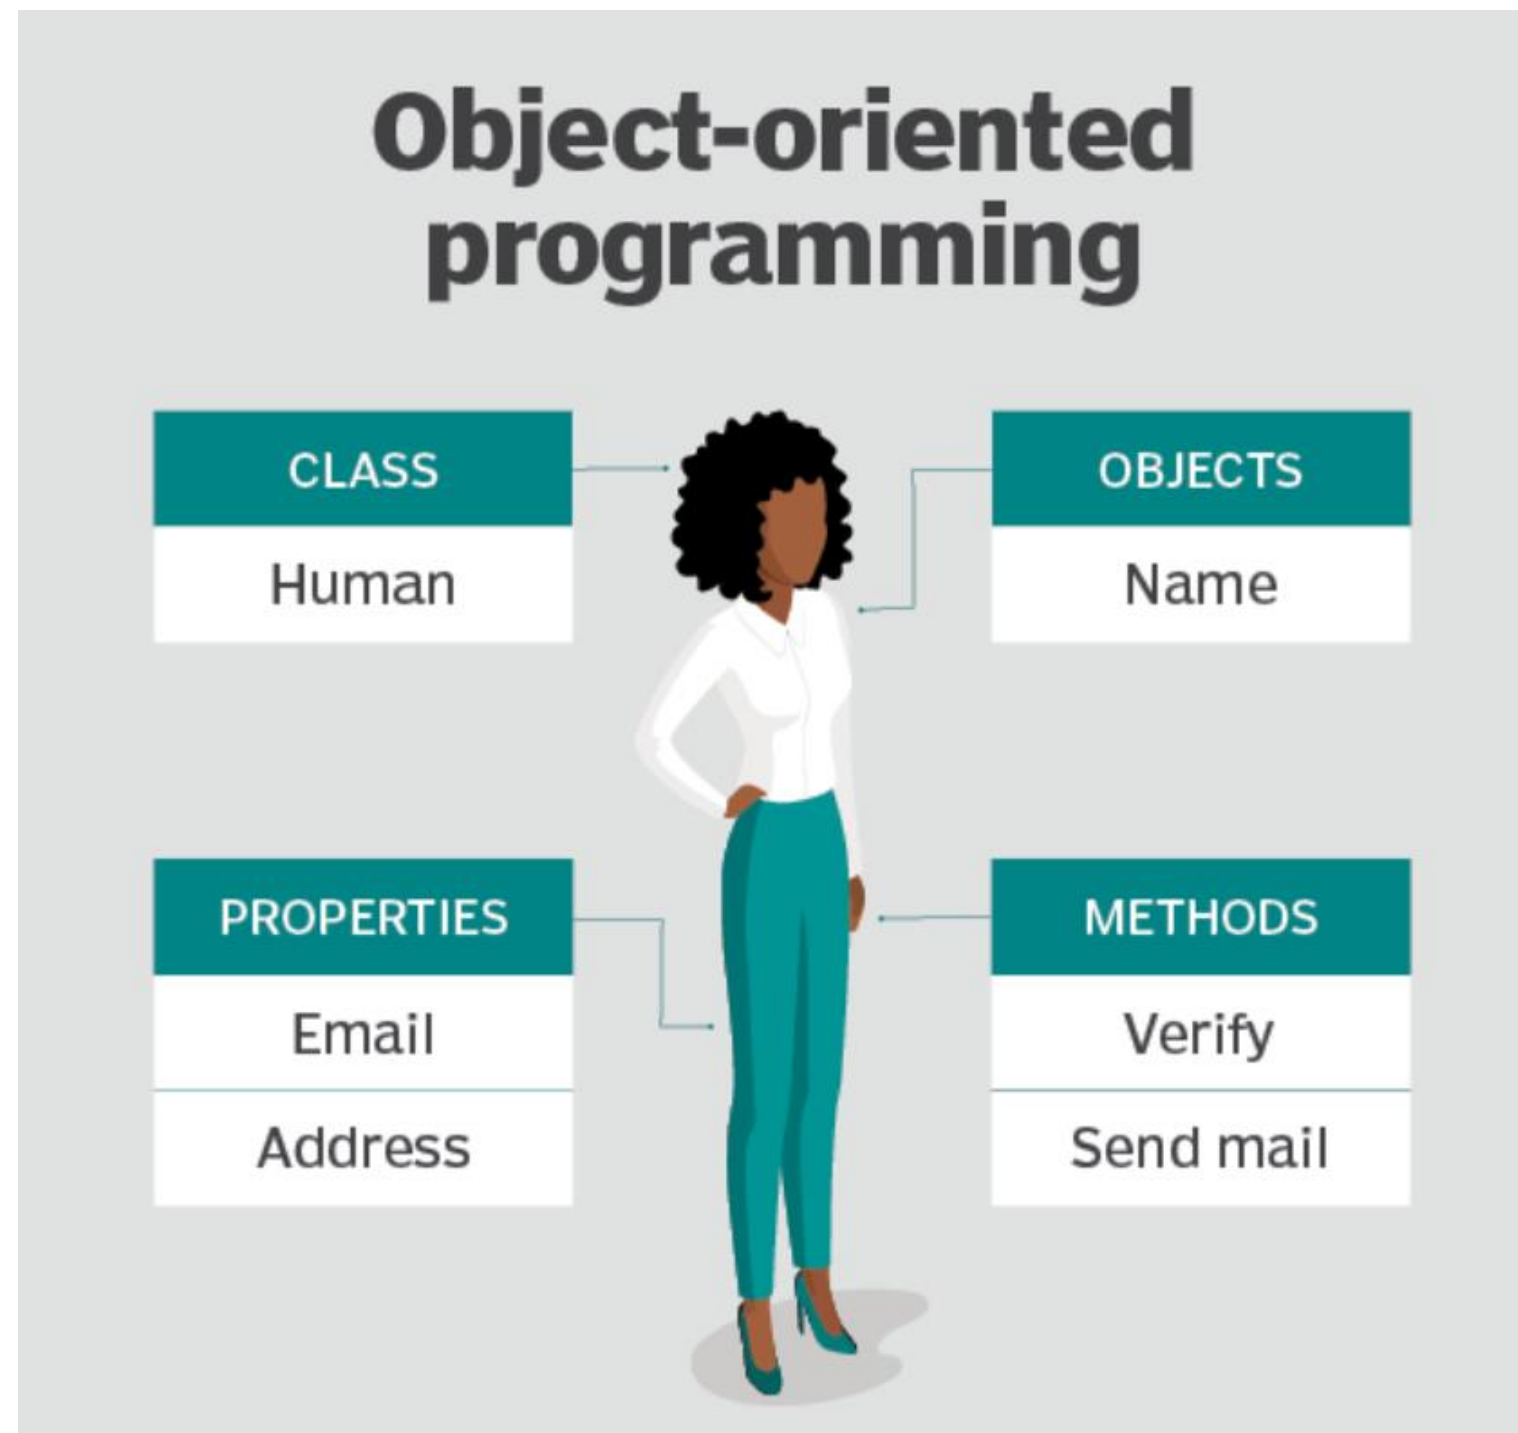 Object-oriented
programming
CLASS
Human
OBJECTS
Name
PROPERTIES
Email
Address
METHODS
Verify
Send mail